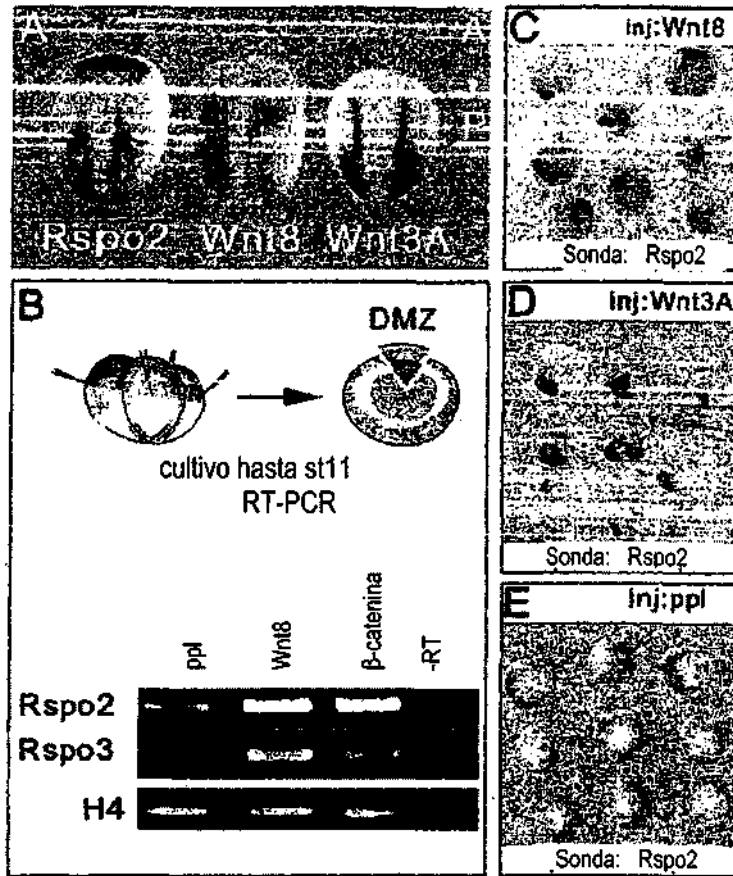 A
Rspo2 Wnt8 Wnt3A
B
DMZ
cultivo hasta st11
RT-PCR
ppl
Wnt8
β-catenina
-RT
Rspo2
Rspo3
H4
C
inj:Wnt8
Sonda: Rspo2
D
inj:Wnt3A
Sonda: Rspo2
E
Inj:ppl
Sonda: Rspo2